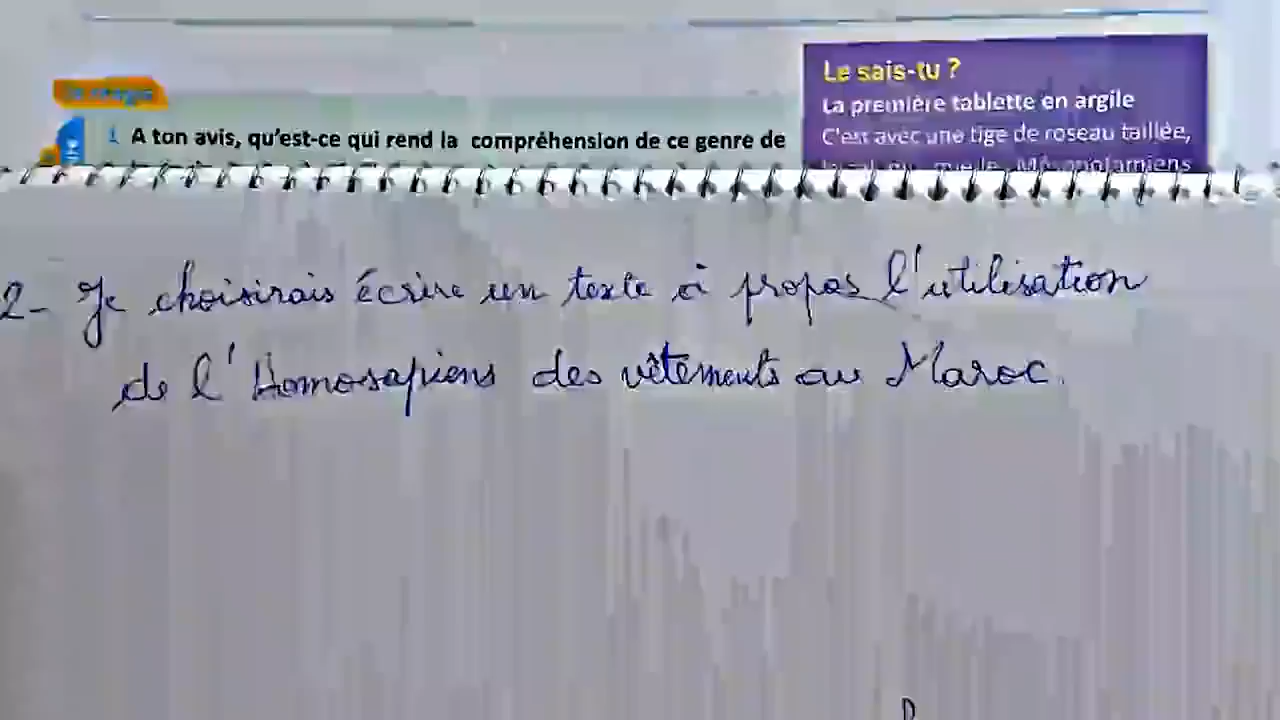 Le sais-tu ?
La première tablette en argile
C'est avec une tige de roseau taillée,
Mésopotamiens
1. A ton avis, qu'est-ce qui rend la compréhension de ce genre de
2- Je choisirais écrire un texte à propos l'utilisation
de l'Homosapiens des vêtements au Maroc.